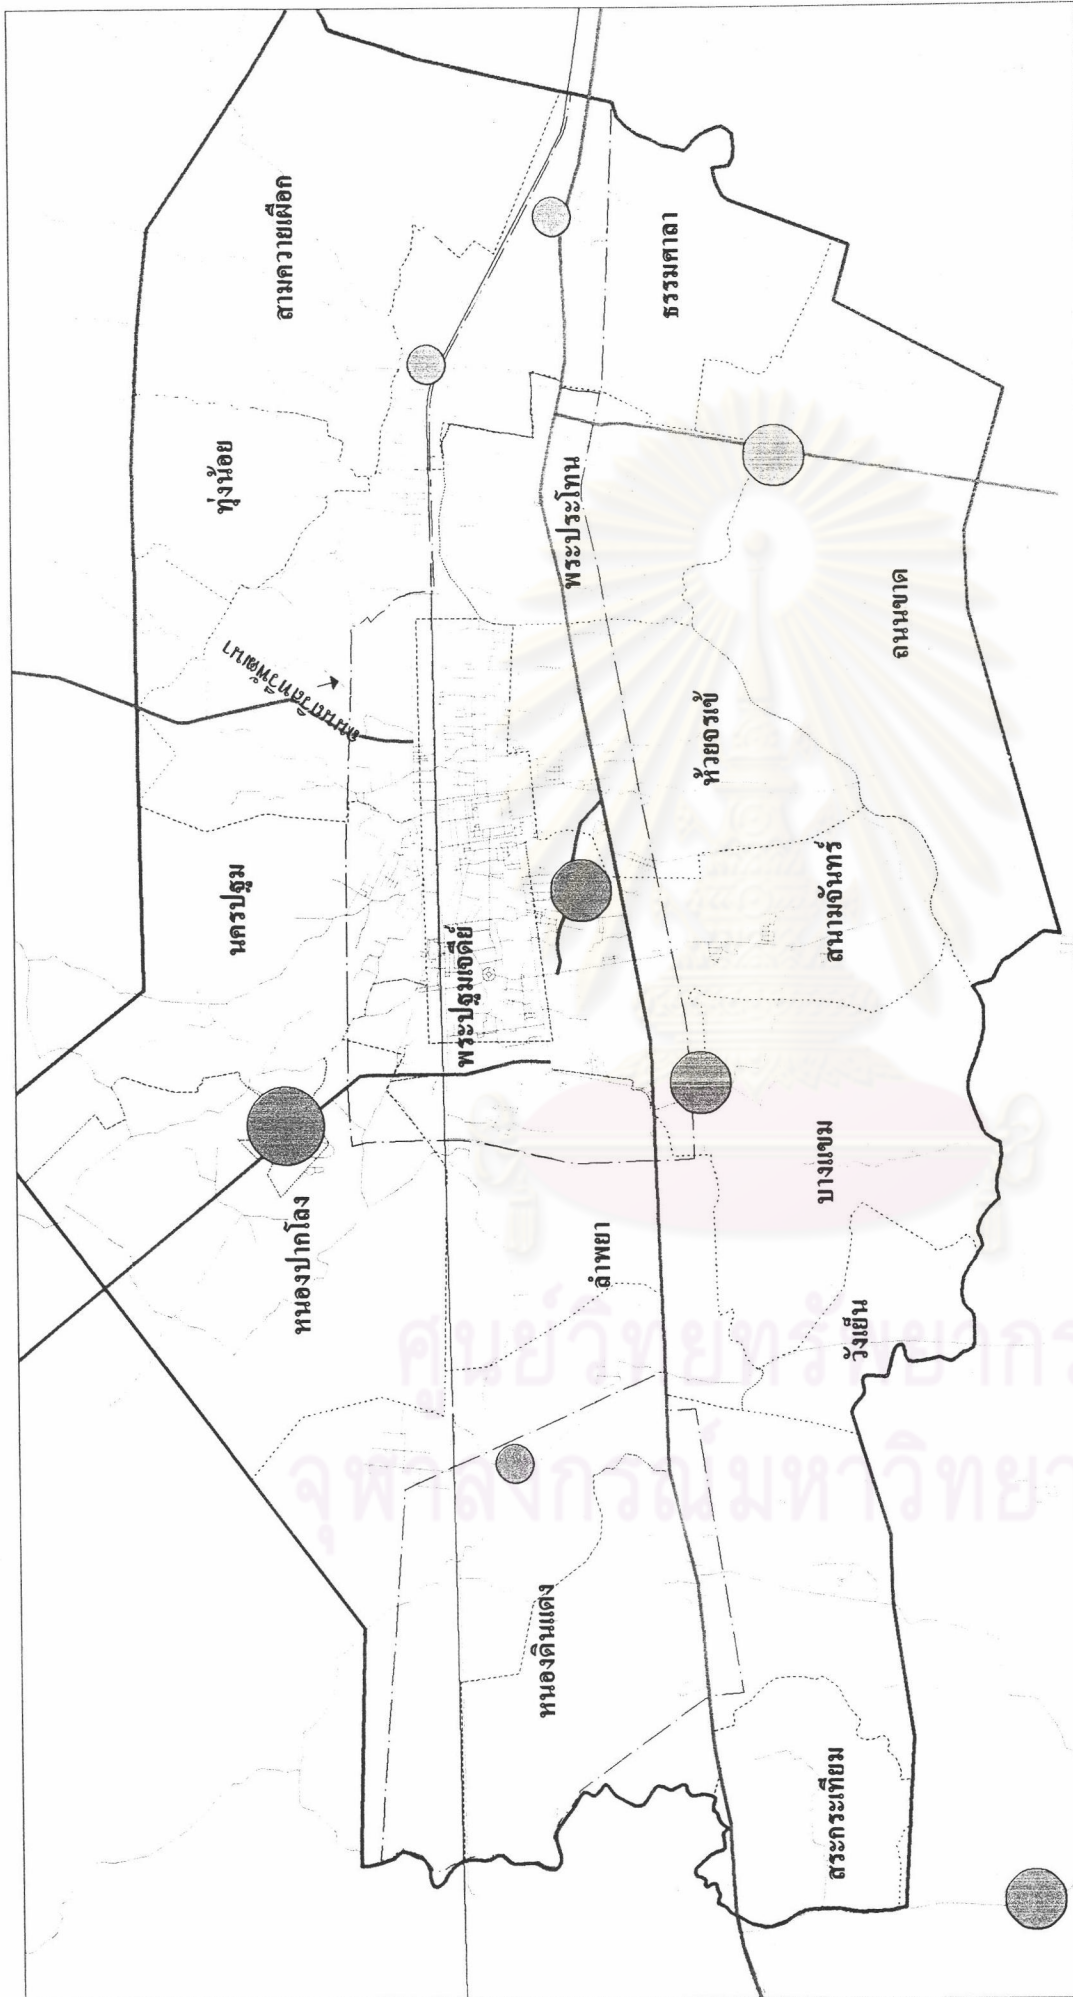 สามควายเผือก
ทุ่งน้อย
นครปฐม
หนองปากโลง
พระปฐมเจดีย์
ธรรมศาลา
พระประโทน
ถนนขาด
ห้วยจรเข้
สนามจันทร์
บางแขม
ลำพยา
วังเย็น
หนองดินแดง
สระกระเทียม
ศูนย์วิทยทรัพยากร
จุฬาลงกรณ์มหาวิทยา